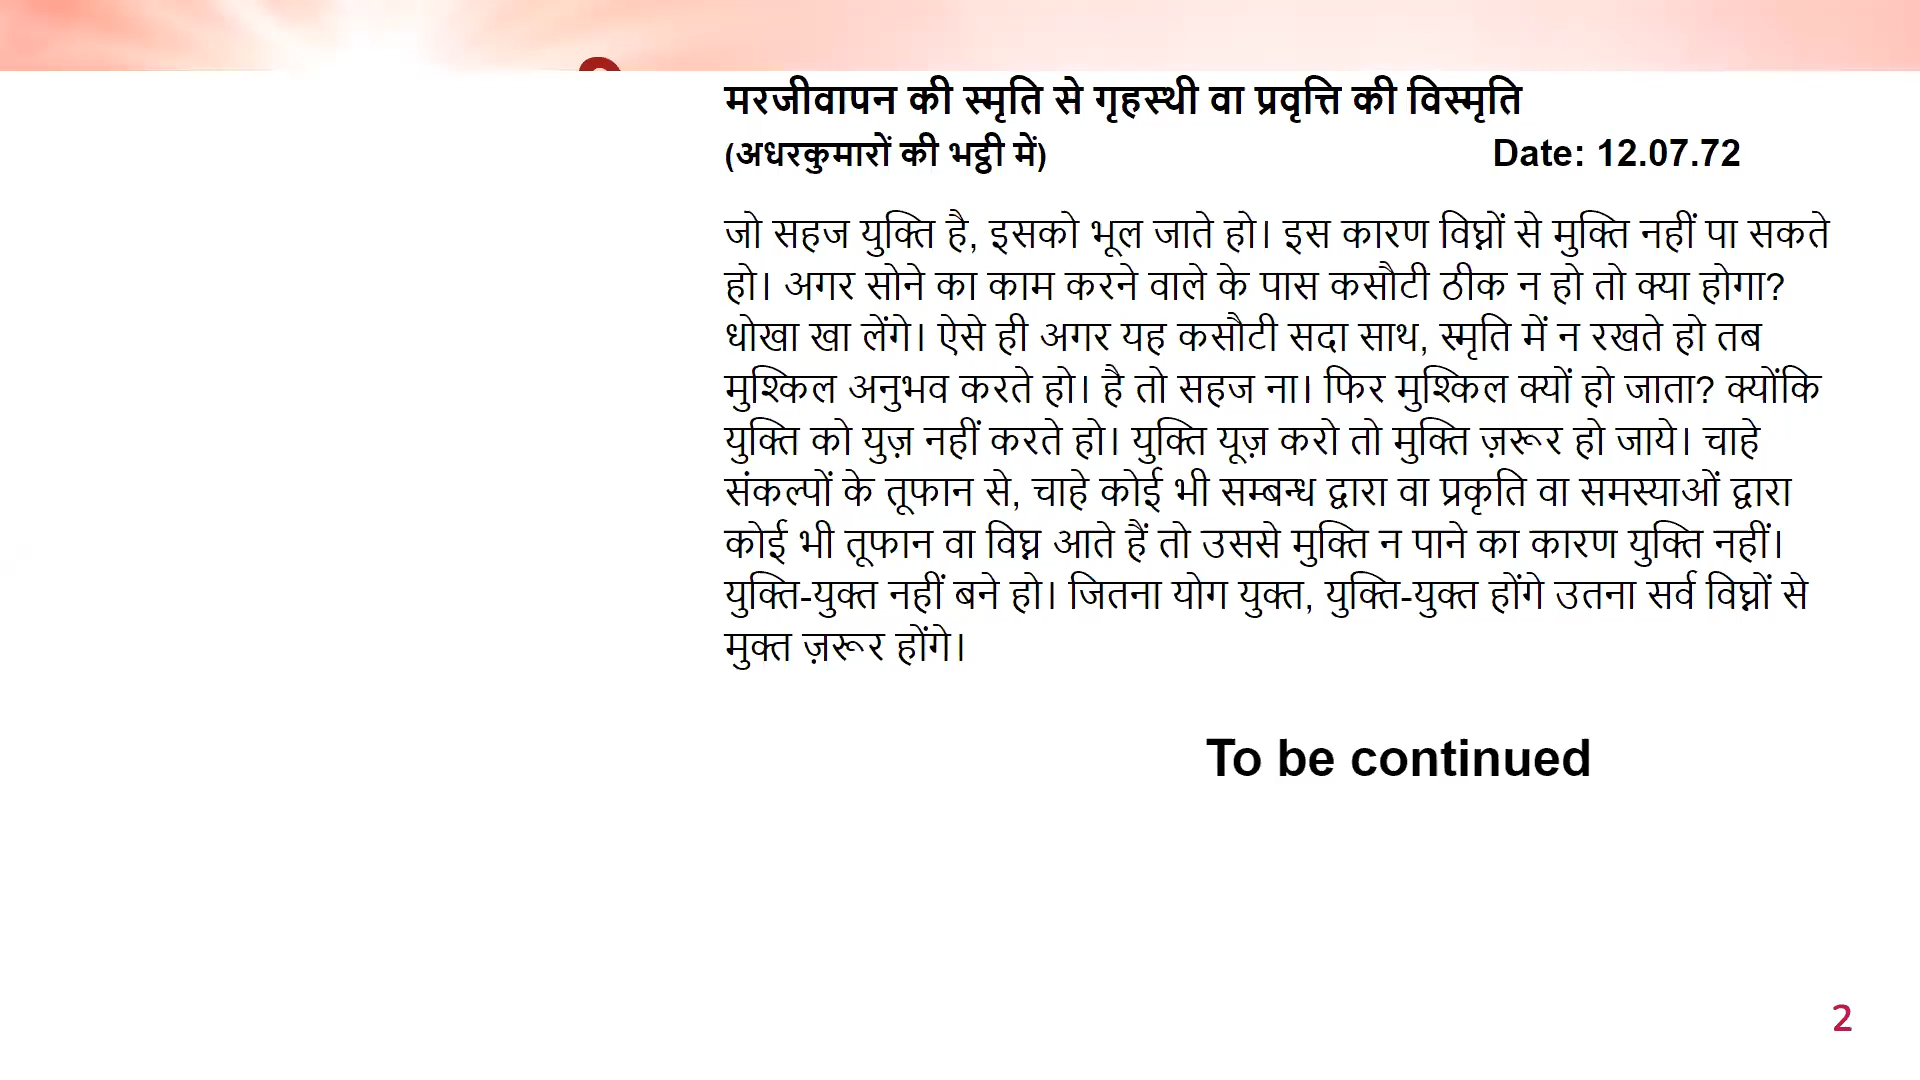 मरजीवापन की स्मृति से गृहस्थी वा प्रवृत्ति की विस्मृति
(अधरकुमारों की भट्ठी में) Date: 12.07.72
जो सहज युक्ति है, इसको भूल जाते हो। इस कारण विघ्नों से मुक्ति नहीं पा सकते
हो। अगर सोने का काम करने वाले के पास कसौटी ठीक न हो तो क्या होगा?
धोखा खा लेंगे। ऐसे ही अगर यह कसौटी सदा साथ, स्मृति में न रखते हो तब
मुश्किल अनुभव करते हो। है तो सहज ना। फिर मुश्किल क्यों हो जाता? क्योंकि
युक्ति को युज़ नहीं करते हो। युक्ति यूज़ करो तो मुक्ति ज़रूर हो जाये। चाहे
संकल्पों के तूफान से, चाहे कोई भी सम्बन्ध द्वारा वा प्रकृति वा समस्याओं द्वारा
कोई भी तूफान वा विघ्न आते हैं तो उससे मुक्ति न पाने का कारण युक्ति नहीं।
युक्ति-युक्त नहीं बने हो। जितना योग युक्त, युक्ति-युक्त होंगे उतना सर्व विघ्नों से
मुक्त ज़रूर होंगे।
To be continued
2